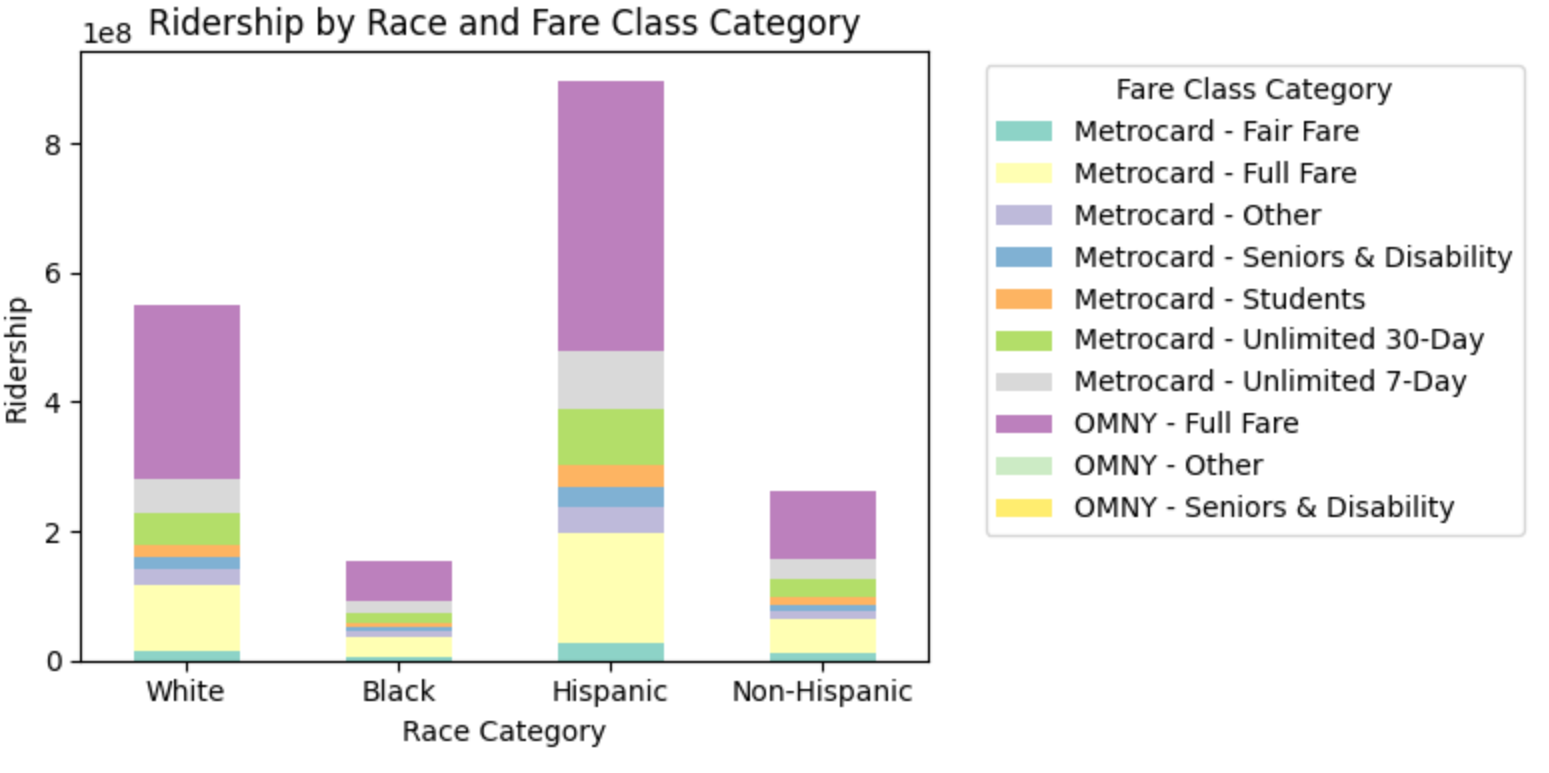 Ridership by Race and Fare Class Category
1e8
8
6
4
2
0
Ridership
White
Black
Hispanic
Non-Hispanic
Race Category
Fare Class Category
Metrocard - Fair Fare
Metrocard - Full Fare
Metrocard - Other
Metrocard - Seniors & Disability
Metrocard - Students
Metrocard - Unlimited 30-Day
Metrocard - Unlimited 7-Day
OMNY - Full Fare
OMNY - Other
OMNY - Seniors & Disability